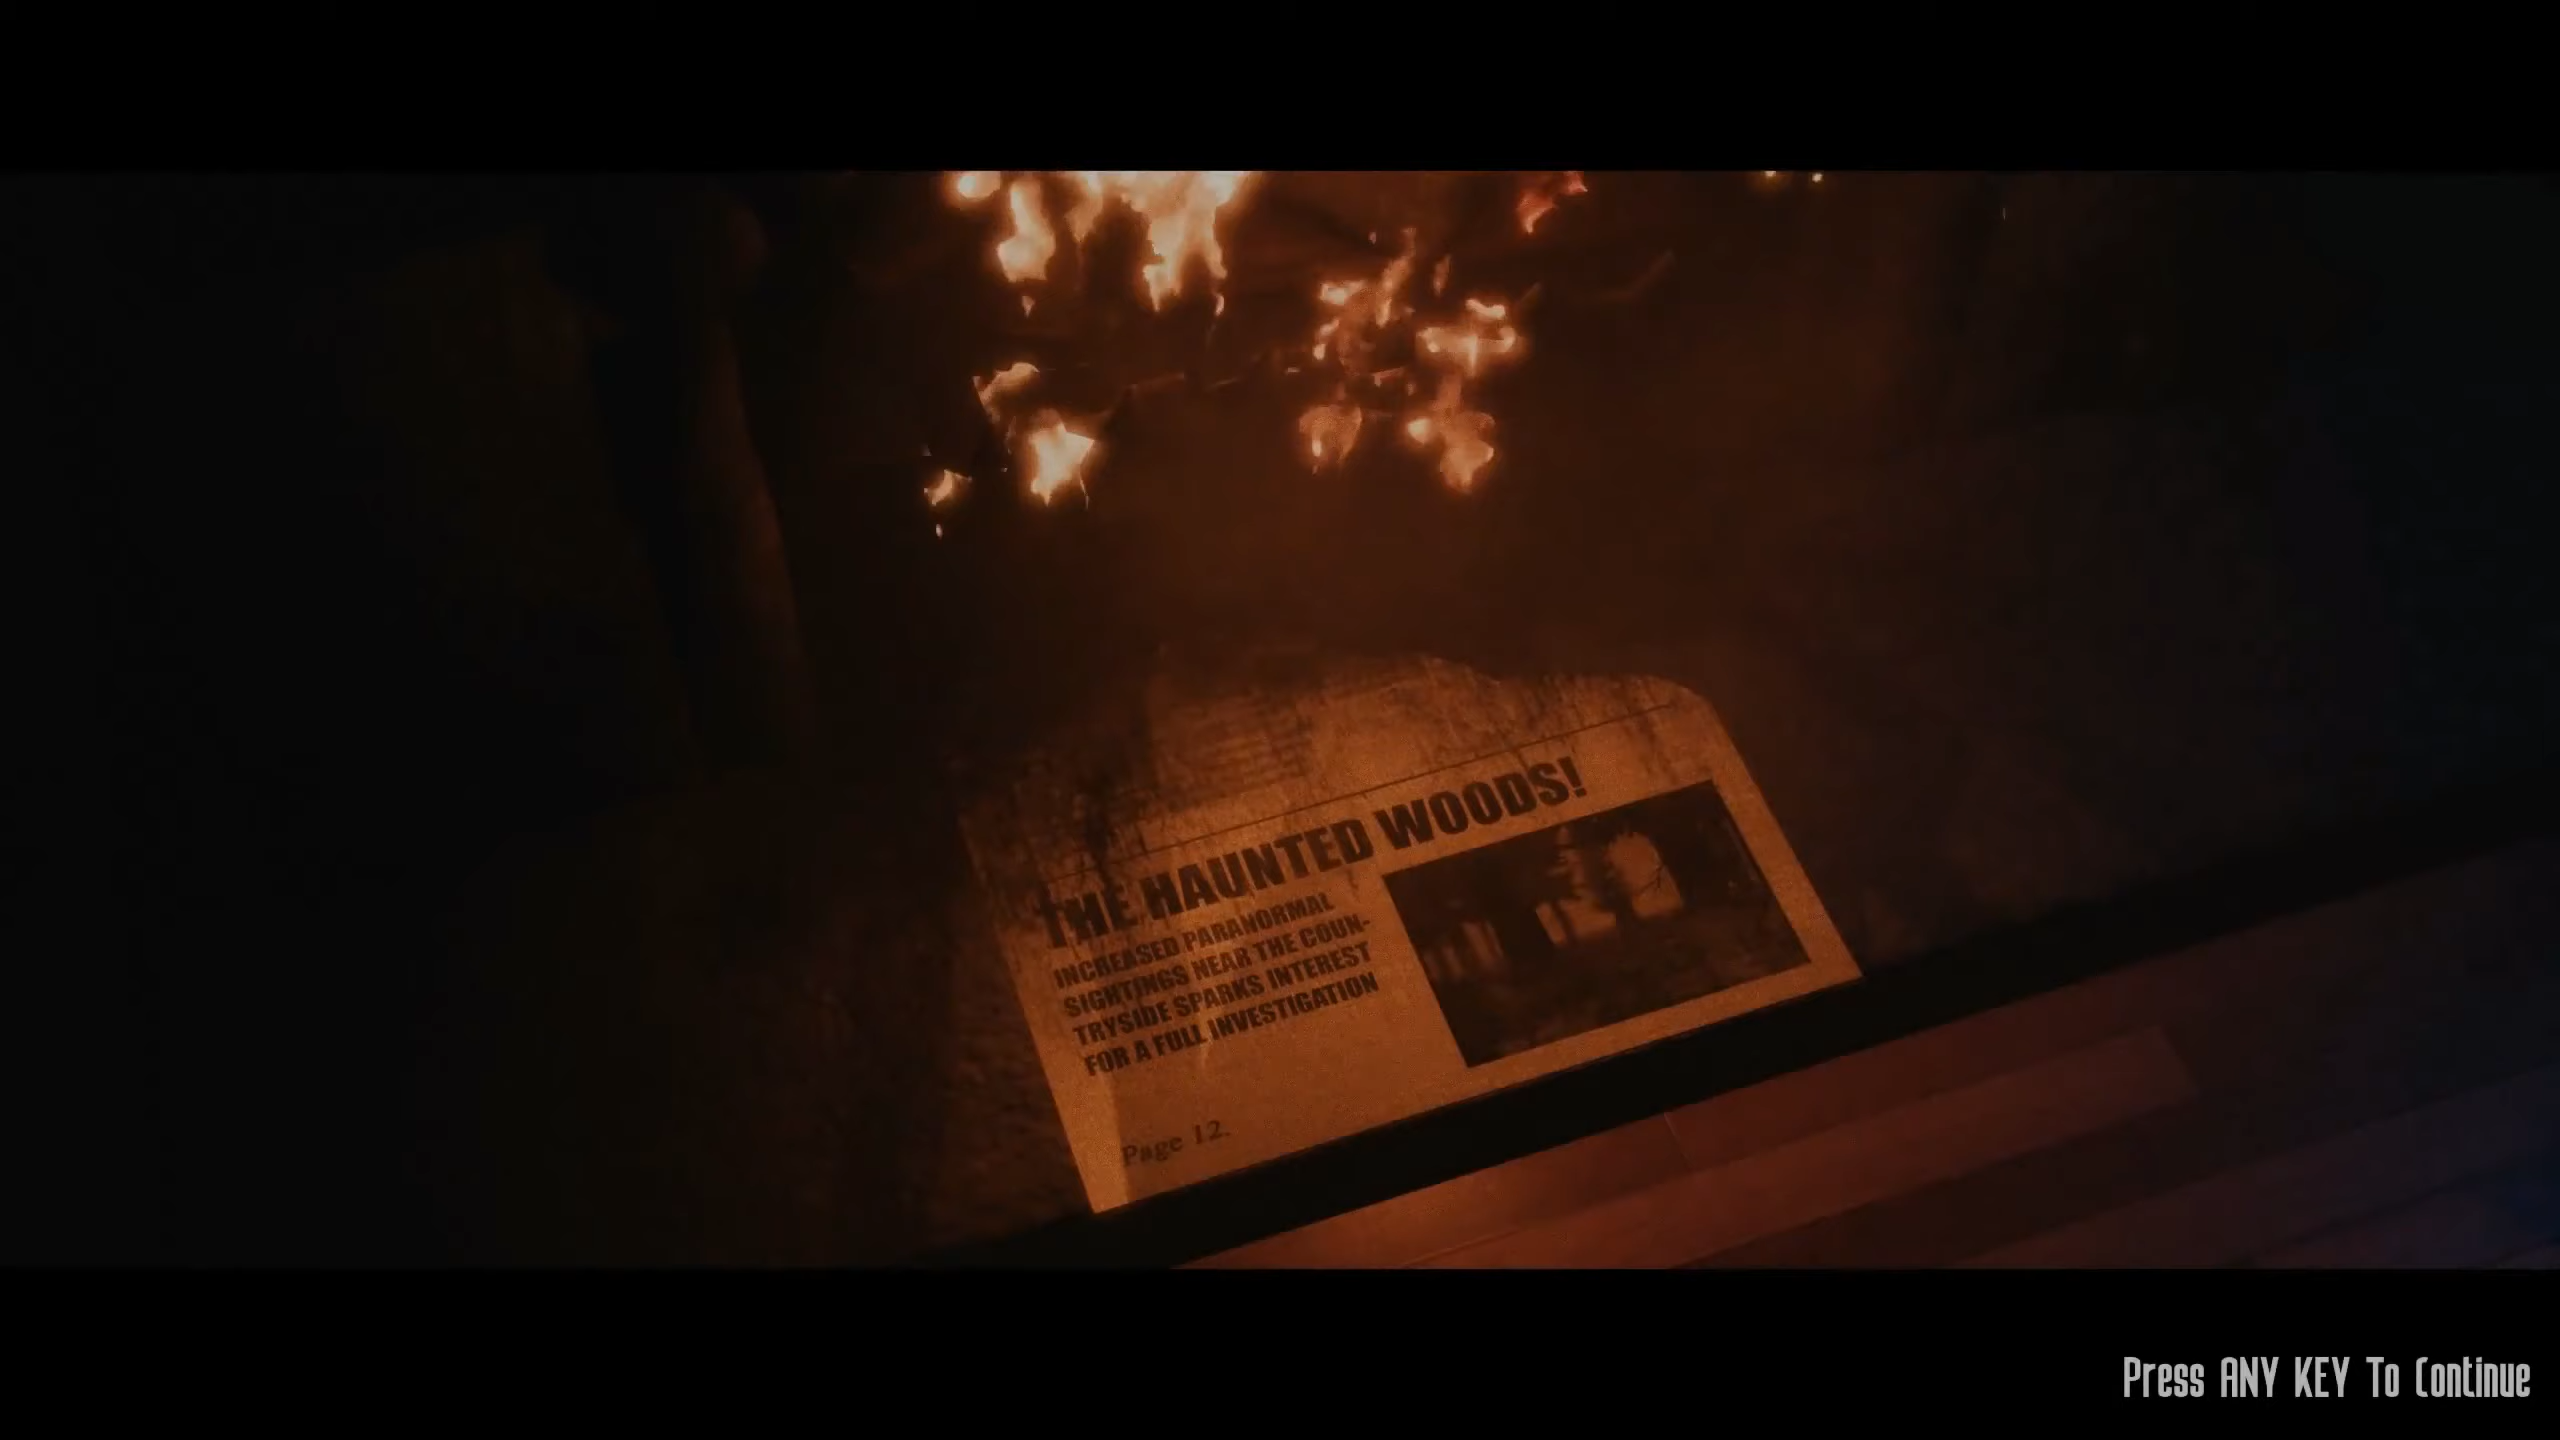 THE HAUNTED WOODS!
INCREASED PARANORMAL
SIGHTINGS NEAR THE COUN-
TRYSIDE SPARKS INTEREST
FOR A FULL INVESTIGATION
Page 12.
Press ANY KEY To Continue